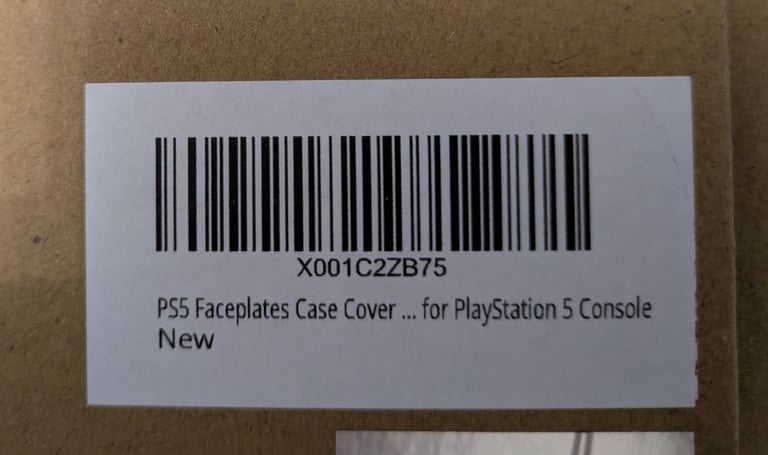 X001C2ZB75
PS5 Faceplates Case Cover ... for PlayStation 5 Console
New